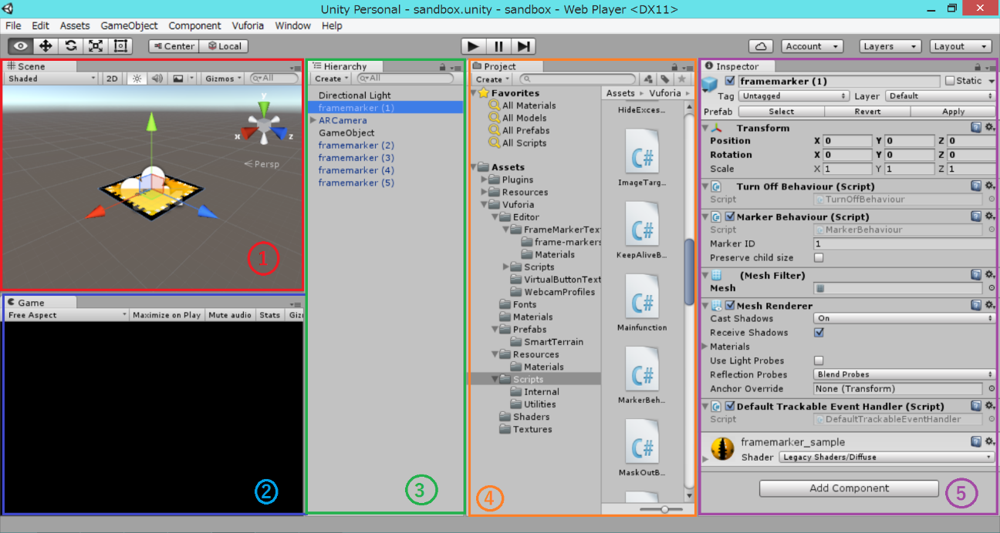 Unity Personal - sandbox.unity - sandbox - Web Player <DX11>
File Edit Assets GameObject Component Vuforia Window Help
Center Local
Account Layers Layout
Scene
Shaded 2D Gizmos All
y
x z
Persp
1
Game
Free Aspect Maximize on Play Mute audio Stats Giz
2
Hierarchy
Create All
Directional Light
framemarker (1)
ARCamera
GameObject
framemarker (2)
framemarker (3)
framemarker (4)
framemarker (5)
3
Project
Create
Favorites
All Materials
All Models
All Prefabs
All Scripts
Assets
Plugins
Resources
Vuforia
Editor
FrameMarkerTex
frame-markers
Materials
Scripts
VirtualButtonText
WebcamProfiles
Fonts
Materials
Prefabs
SmartTerrain
Resources
Materials
Scripts
Internal
Utilities
Shaders
Textures
Assets Vuforia
HideExces...
C#
ImageTarg...
C#
KeepAliveB...
C#
Mainfunction
C#
MarkerBeh...
C#
MaskOutB...
4
Inspector
framemarker (1) Static
Tag Untagged Layer Default
Prefab Select Revert Apply
Transform
Position X 0 Y 0 Z 0
Rotation X 0 Y 0 Z 0
Scale X 1 Y 1 Z 1
Turn Off Behaviour (Script)
Script TurnOffBehaviour
Marker Behaviour (Script)
Script MarkerBehaviour
Marker ID 1
Preserve child size
(Mesh Filter)
Mesh
Mesh Renderer
Cast Shadows On
Receive Shadows
Materials
Use Light Probes
Reflection Probes Blend Probes
Anchor Override None (Transform)
Default Trackable Event Handler (Script)
Script DefaultTrackableEventHandler
framemarker_sample
Shader Legacy Shaders/Diffuse
Add Component
5